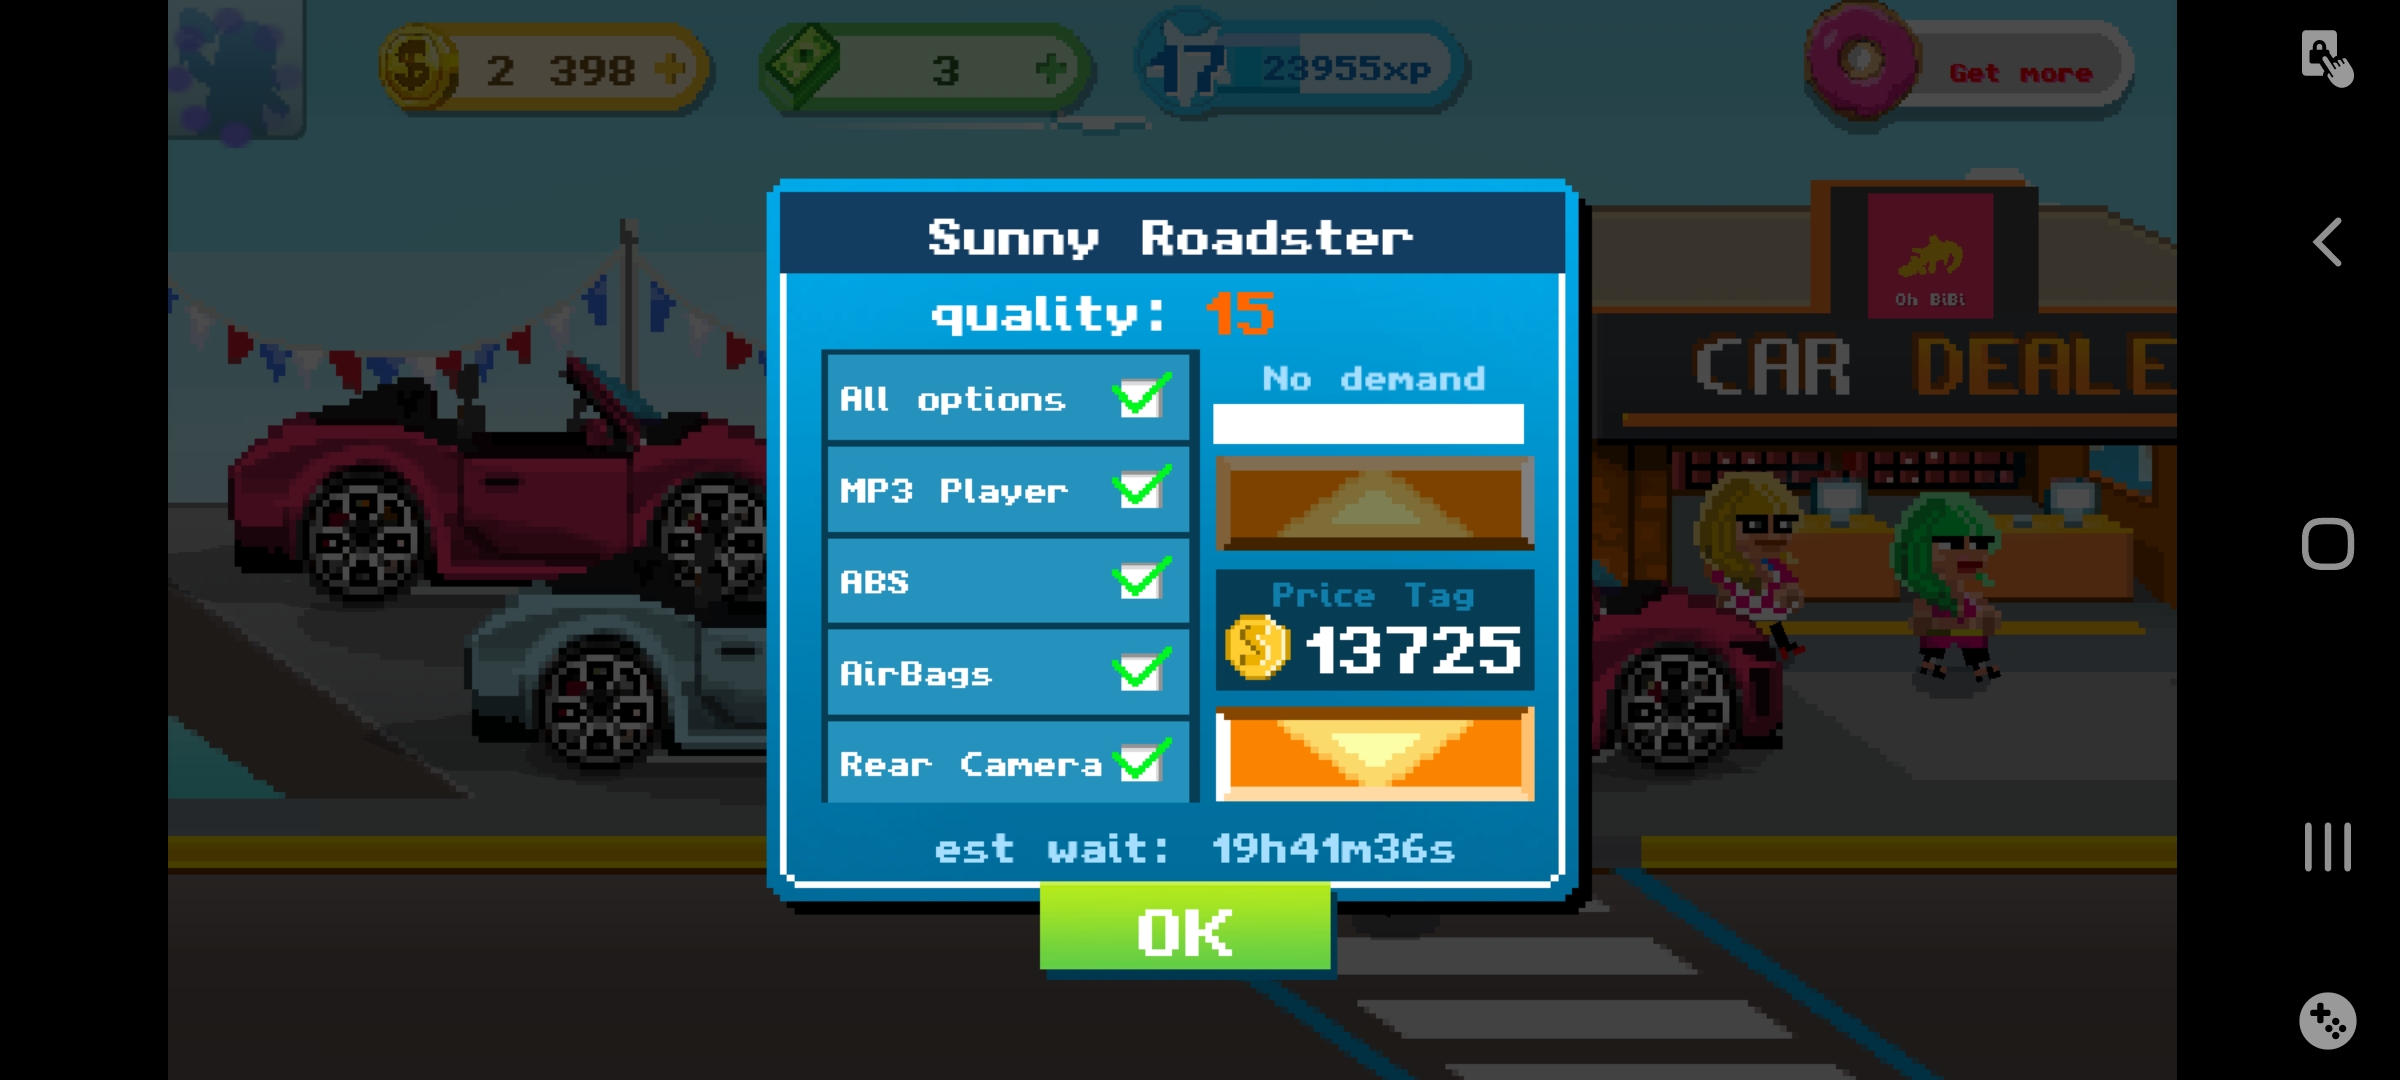 2 398 +
3 +
17 23955xp
Get more
Sunny Roadster
quality: 15
All options
MP3 Player
ABS
AirBags
Rear Camera
No demand
Price Tag
13725
est wait: 19h41m36s
OK
Oh BiBi
CAR DEALE